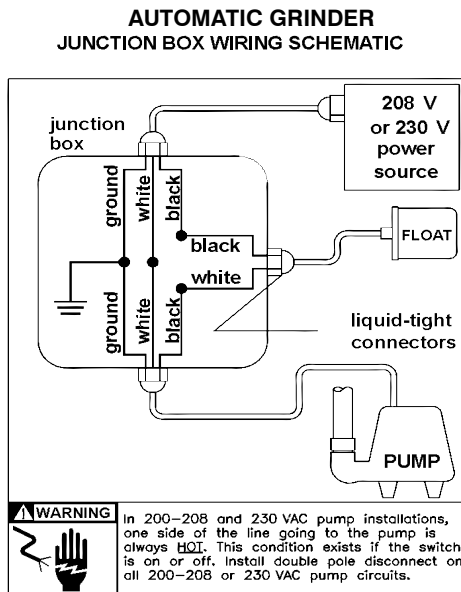 AUTOMATIC GRINDER
JUNCTION BOX WIRING SCHEMATIC
208 V
or 230 V
power
source
junction
box
ground
white
black
FLOAT
black
white
ground
white
black
liquid-tight
connectors
PUMP
WARNING
In 200-208 and 230 VAC pump installations,
one side of the line going to the pump is
always HOT. This condition exists if the switch
is on or off. Install double pole disconnect on
all 200-208 or 230 VAC pump circuits.